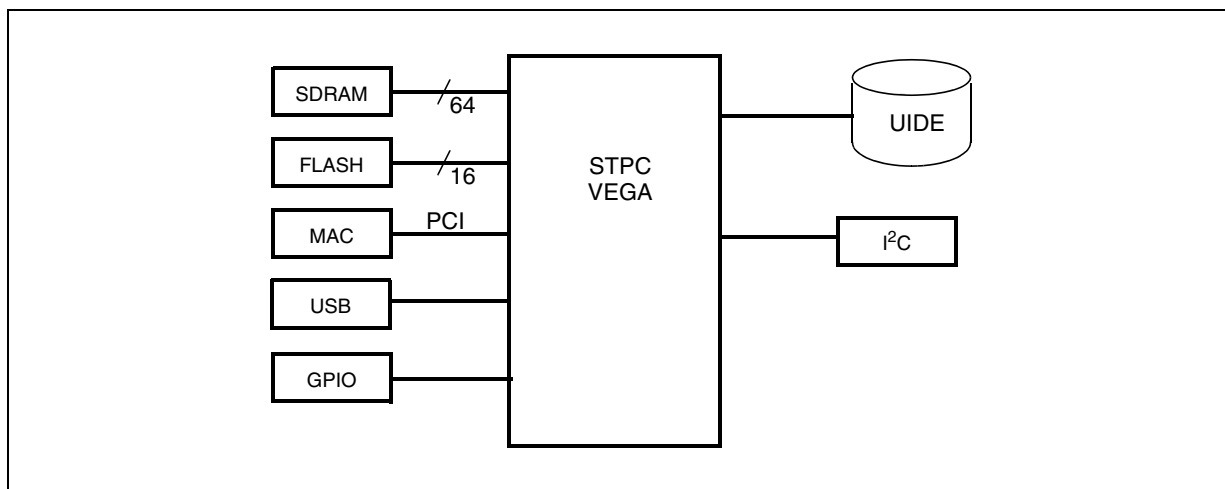 SDRAM
64
FLASH
16
MAC
PCI
USB
GPIO
STPC
VEGA
UIDE
I²C